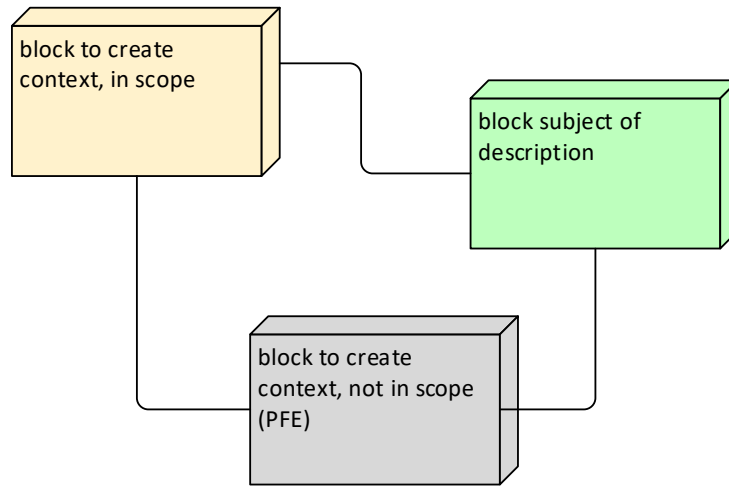 block to create
context, in scope
block subject of
description
block to create
context, not in scope
(PFE)